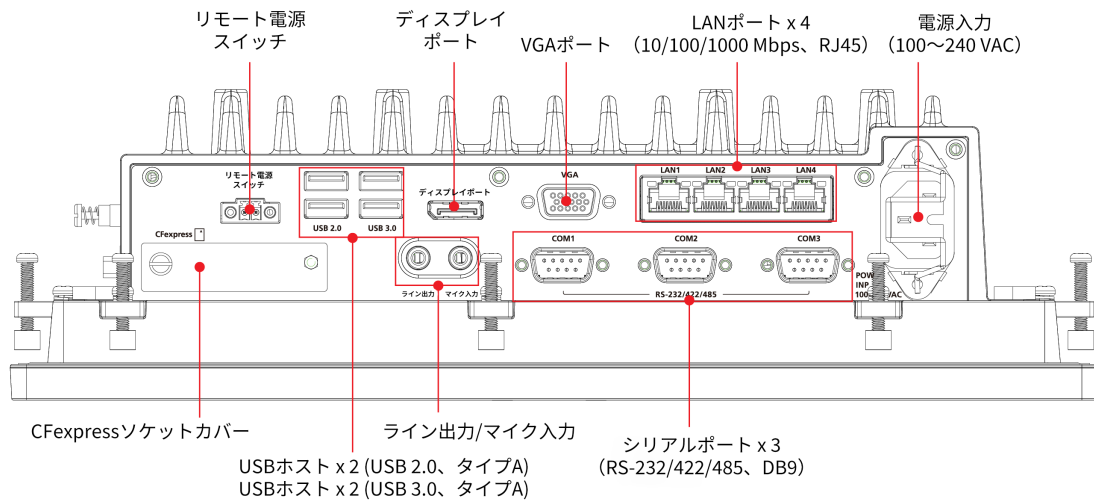 リモート電源
スイッチ
ディスプレイ
ポート
VGAポート
LANポート x 4
（10/100/1000 Mbps、RJ45）
電源入力
（100～240 VAC）
リモート電源
スイッチ
USB 2.0
USB 3.0
ディスプレイポート
VGA
LAN1
LAN2
LAN3
LAN4
CFexpress
ライン出力
マイク入力
COM1
COM2
COM3
RS-232/422/485
POW
INP
100
VAC
CFexpressソケットカバー
ライン出力/マイク入力
シリアルポート x 3
（RS-232/422/485、DB9）
USBホスト x 2 (USB 2.0、タイプA)
USBホスト x 2 (USB 3.0、タイプA)